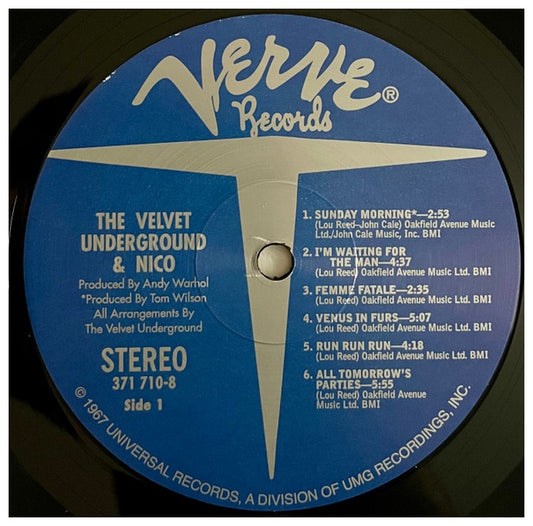 Verve®
Records
THE VELVET
UNDERGROUND
& NICO
Produced By Andy Warhol
*Produced By Tom Wilson
All Arrangements By
The Velvet Underground
STEREO
371 710-8
Side 1
1. SUNDAY MORNING*—2:53
(Lou Reed–John Cale) Oakfield Avenue Music
Ltd./John Cale Music, Inc. BMI
2. I'M WAITING FOR
THE MAN—4:37
(Lou Reed) Oakfield Avenue Music Ltd. BMI
3. FEMME FATALE—2:35
(Lou Reed) Oakfield Avenue Music Ltd. BMI
4. VENUS IN FURS—5:07
(Lou Reed) Oakfield Avenue Music Ltd. BMI
5. RUN RUN RUN—4:18
(Lou Reed) Oakfield Avenue Music Ltd. BMI
6. ALL TOMORROW'S
PARTIES—5:55
(Lou Reed) Oakfield Avenue
Music Ltd. BMI
© 1967 UNIVERSAL RECORDS, A DIVISION OF UMG RECORDINGS, INC.